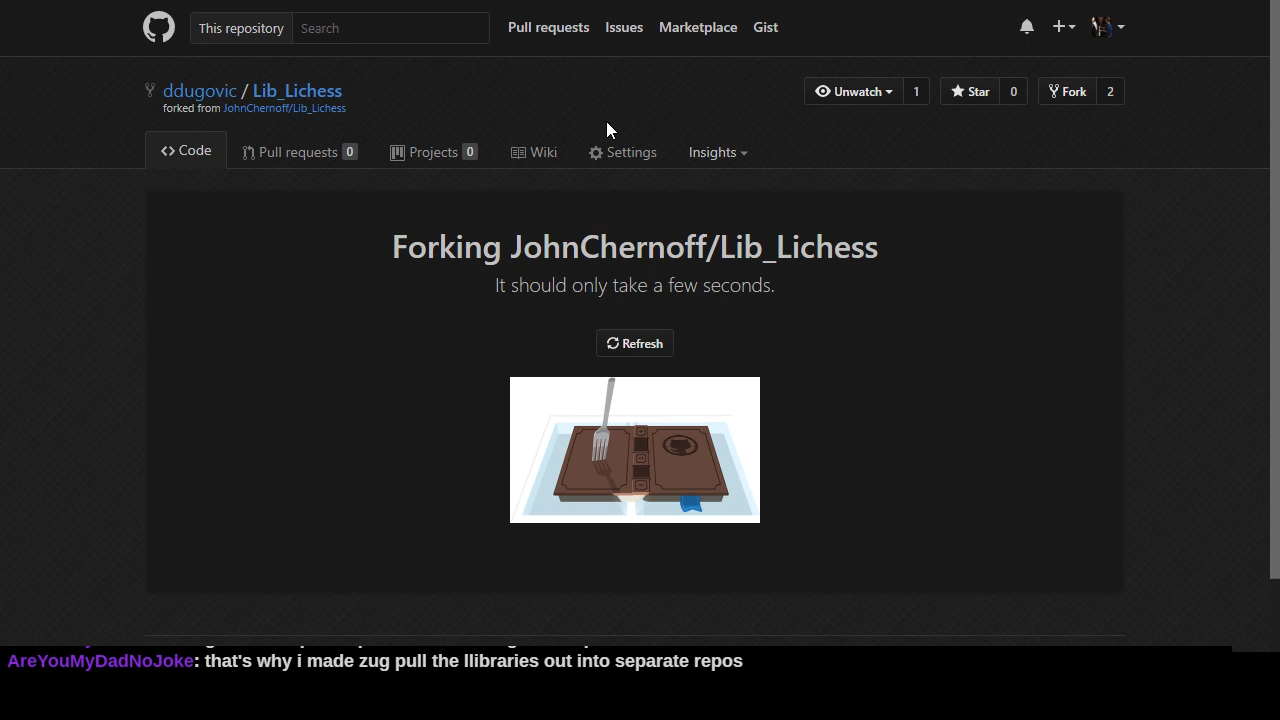 This repository Search Pull requests Issues Marketplace Gist
ddugovic / Lib_Lichess Unwatch 1 Star 0 Fork 2
forked from JohnChernoff/Lib_Lichess
Code Pull requests 0 Projects 0 Wiki Settings Insights
Forking JohnChernoff/Lib_Lichess
It should only take a few seconds.
Refresh
AreYouMyDadNoJoke: that's why i made zug pull the llibraries out into separate repos